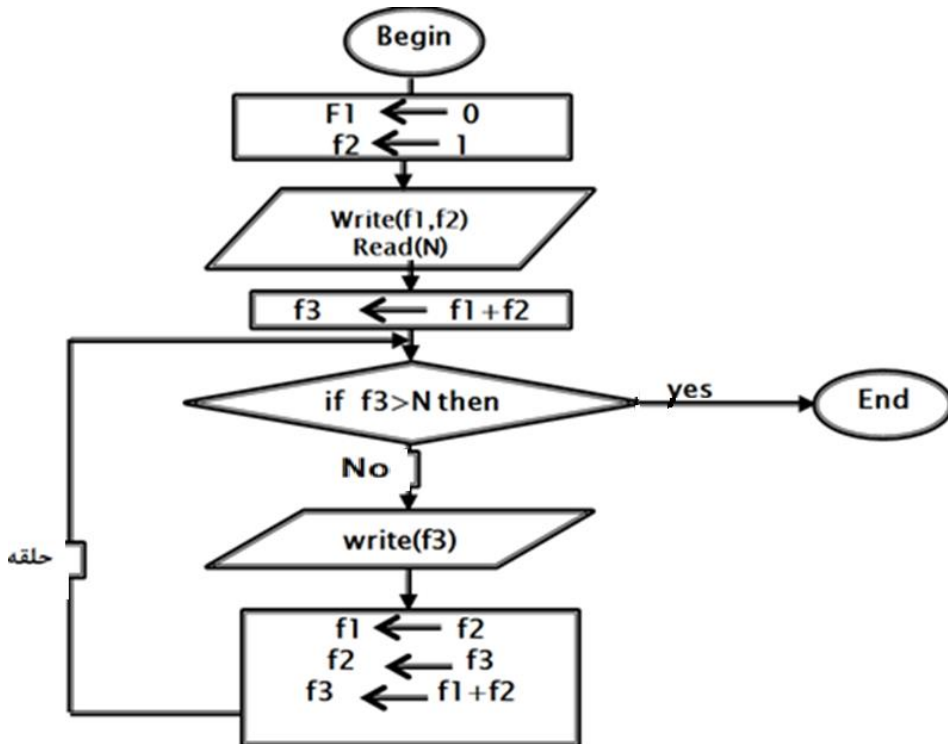 Begin
F1 ← 0
f2 ← 1
Write(f1,f2)
Read(N)
f3 ← f1+f2
if f3>N then
yes
End
No
write(f3)
حلقه
f1 ← f2
f2 ← f3
f3 ← f1+f2